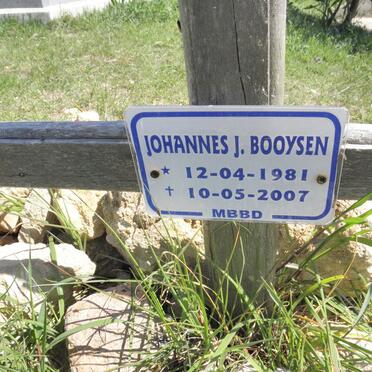 JOHANNES J. BOOYSEN
★ 12-04-1981
✝ 10-05-2007
MBBD